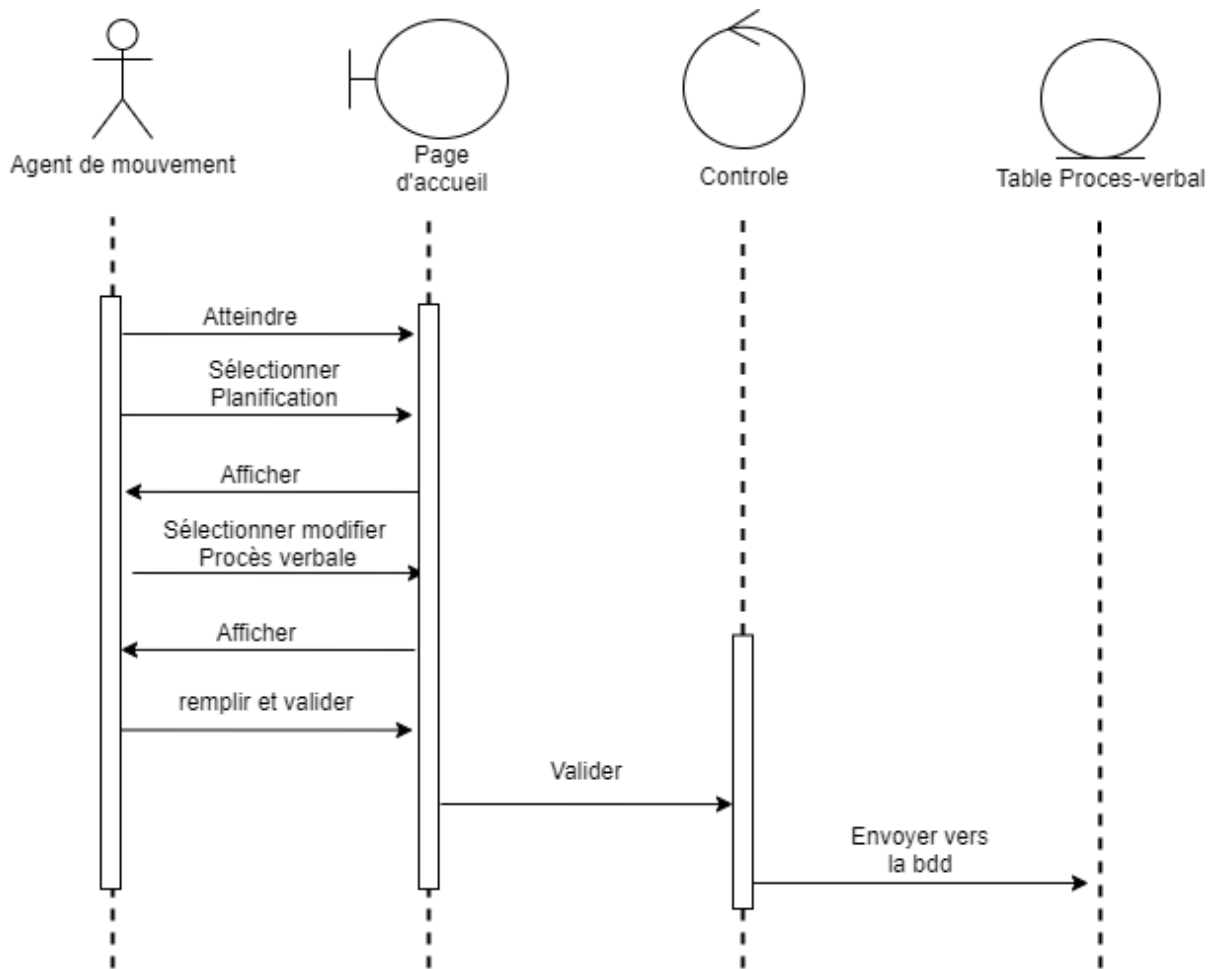 Agent de mouvement
Page
d'accueil
Controle
Table Proces-verbal
Atteindre
Sélectionner
Planification
Afficher
Sélectionner modifier
Procès verbale
Afficher
remplir et valider
Valider
Envoyer vers
la bdd